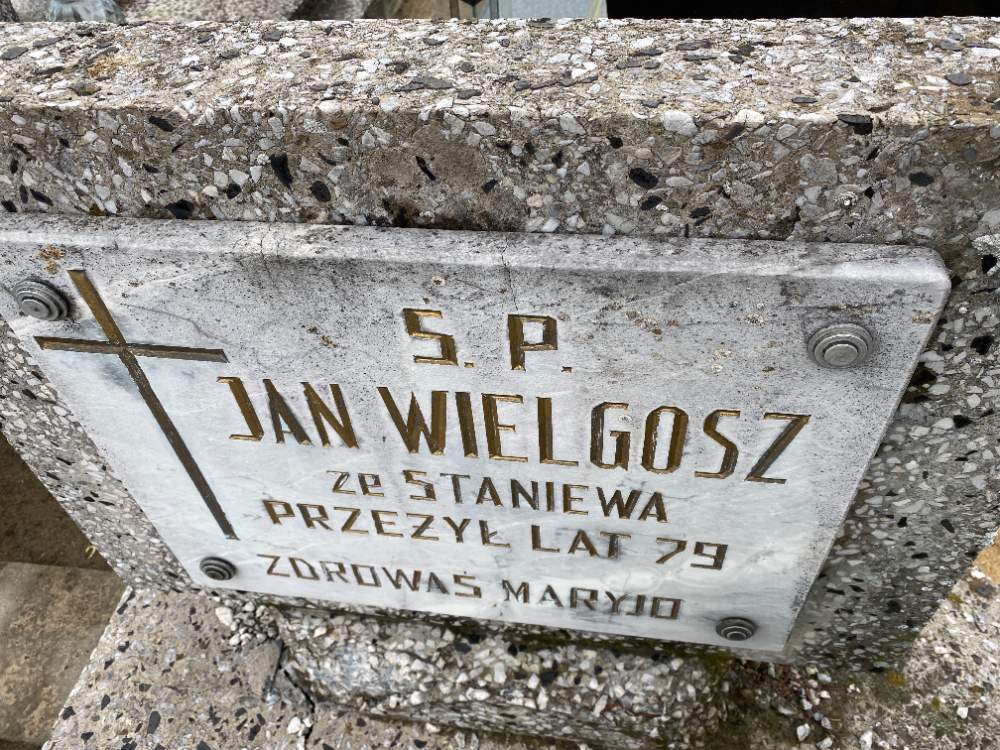 S. P.
JAN WIELGOSZ
ze STANIEWA
PRZEŻYŁ LAT 79
ZDROWAŚ MARYJO